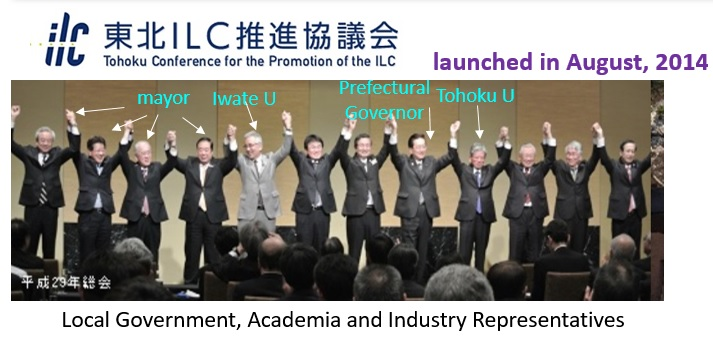 ilc 東北ILC推進協議会
Tohoku Conference for the Promotion of the ILC
launched in August, 2014
mayor
Iwate U
Prefectural
Governor
Tohoku U
平成29年総会
Local Government, Academia and Industry Representatives